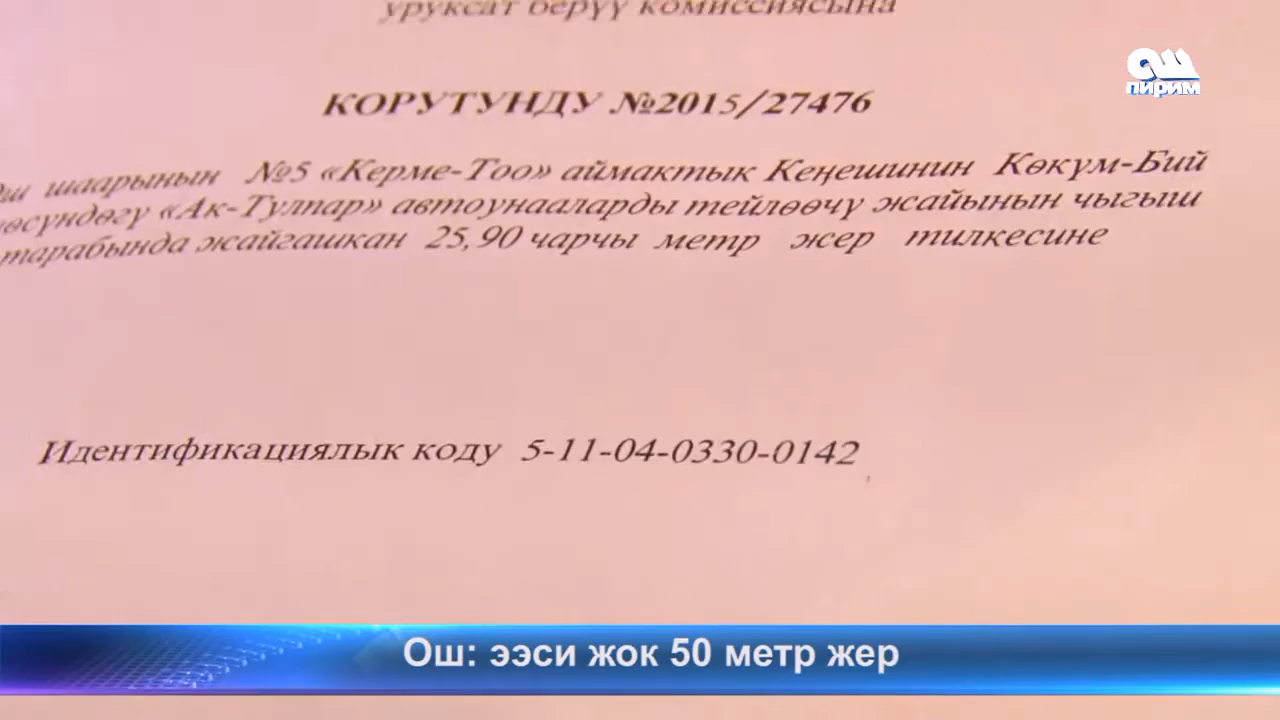 уруксат берүү комиссиясына
ОШ
ПИРИМ
КОРУТУНДУ №2015/27476
шаарынын №5 «Керме-Тоо» аймактык Кеңешинин Көкүм-Бий
«Ак-Тулпар» автоунааларды тейлөөчү жайынын чыгыш
тарабында жайгашкан 25,90 чарчы метр жер тилкесине
Идентификациялык коду 5-11-04-0330-0142
Ош: ээси жок 50 метр жер